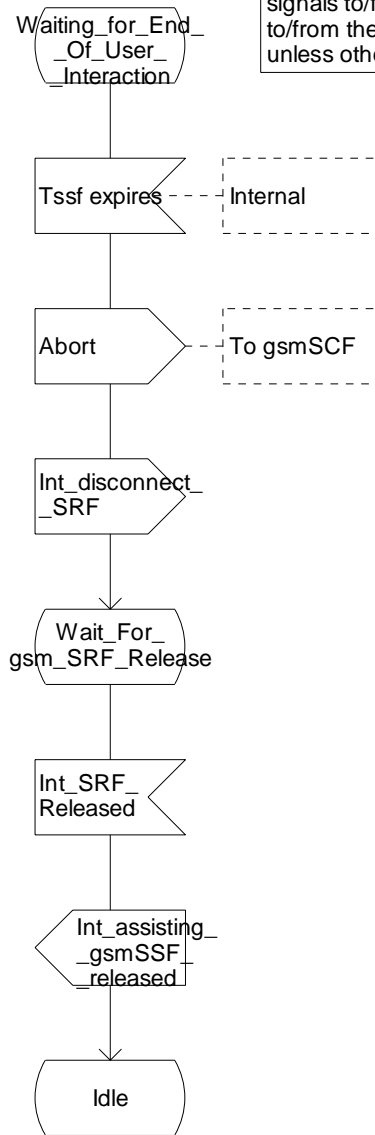 Waiting_for_End_
_Of_User_
_Interaction
signals to/f
to/from the
unless othe
Tssf expires
Internal
Abort
To gsmSCF
Int_disconnect_
_SRF
Wait_For_
gsm_SRF_Release
Int_SRF_
Released
Int_assisting_
_gsmSSF_
_released
Idle